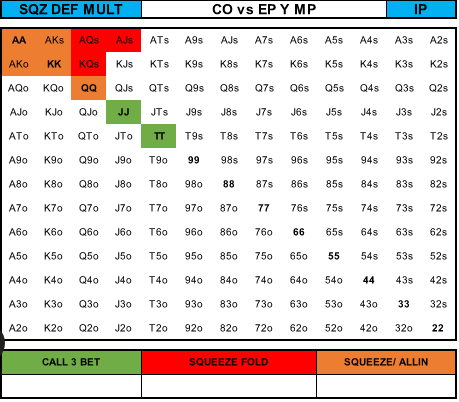 SQZ DEF MULT CO vs EP Y MP IP
AA AKs AQs AJs ATs A9s AJs A7s A6s A5s A4s A3s A2s
AKo KK KQs KJs KTs K9s K8s K7s K6s K5s K4s K3s K2s
AQo KQo QQ QJs QTs Q9s Q8s Q7s Q6s Q5s Q4s Q3s Q2s
AJo KJo QJo JJ JTs J9s J8s J7s J6s J5s J4s J3s J2s
ATo KTo QTo JTo TT T9s T8s T7s T6s T5s T4s T3s T2s
A9o K9o Q9o J9o T9o 99 98s 97s 96s 95s 94s 93s 92s
A8o K8o Q8o J8o T8o 98o 88 87s 86s 85s 84s 83s 82s
A7o K7o Q7o J7o T7o 97o 87o 77 76s 75s 74s 73s 72s
A6o K6o Q6o J6o T6o 96o 86o 76o 66 65s 64s 63s 62s
A5o K5o Q5o J5o T5o 95o 85o 75o 65o 55 54s 53s 52s
A4o K4o Q4o J4o T4o 94o 84o 74o 64o 54o 44 43s 42s
A3o K3o Q3o J3o T3o 93o 83o 73o 63o 53o 43o 33 32s
A2o K2o Q2o J2o T2o 92o 82o 72o 62o 52o 42o 32o 22
CALL 3 BET SQUEEZE FOLD SQUEEZE/ ALLIN